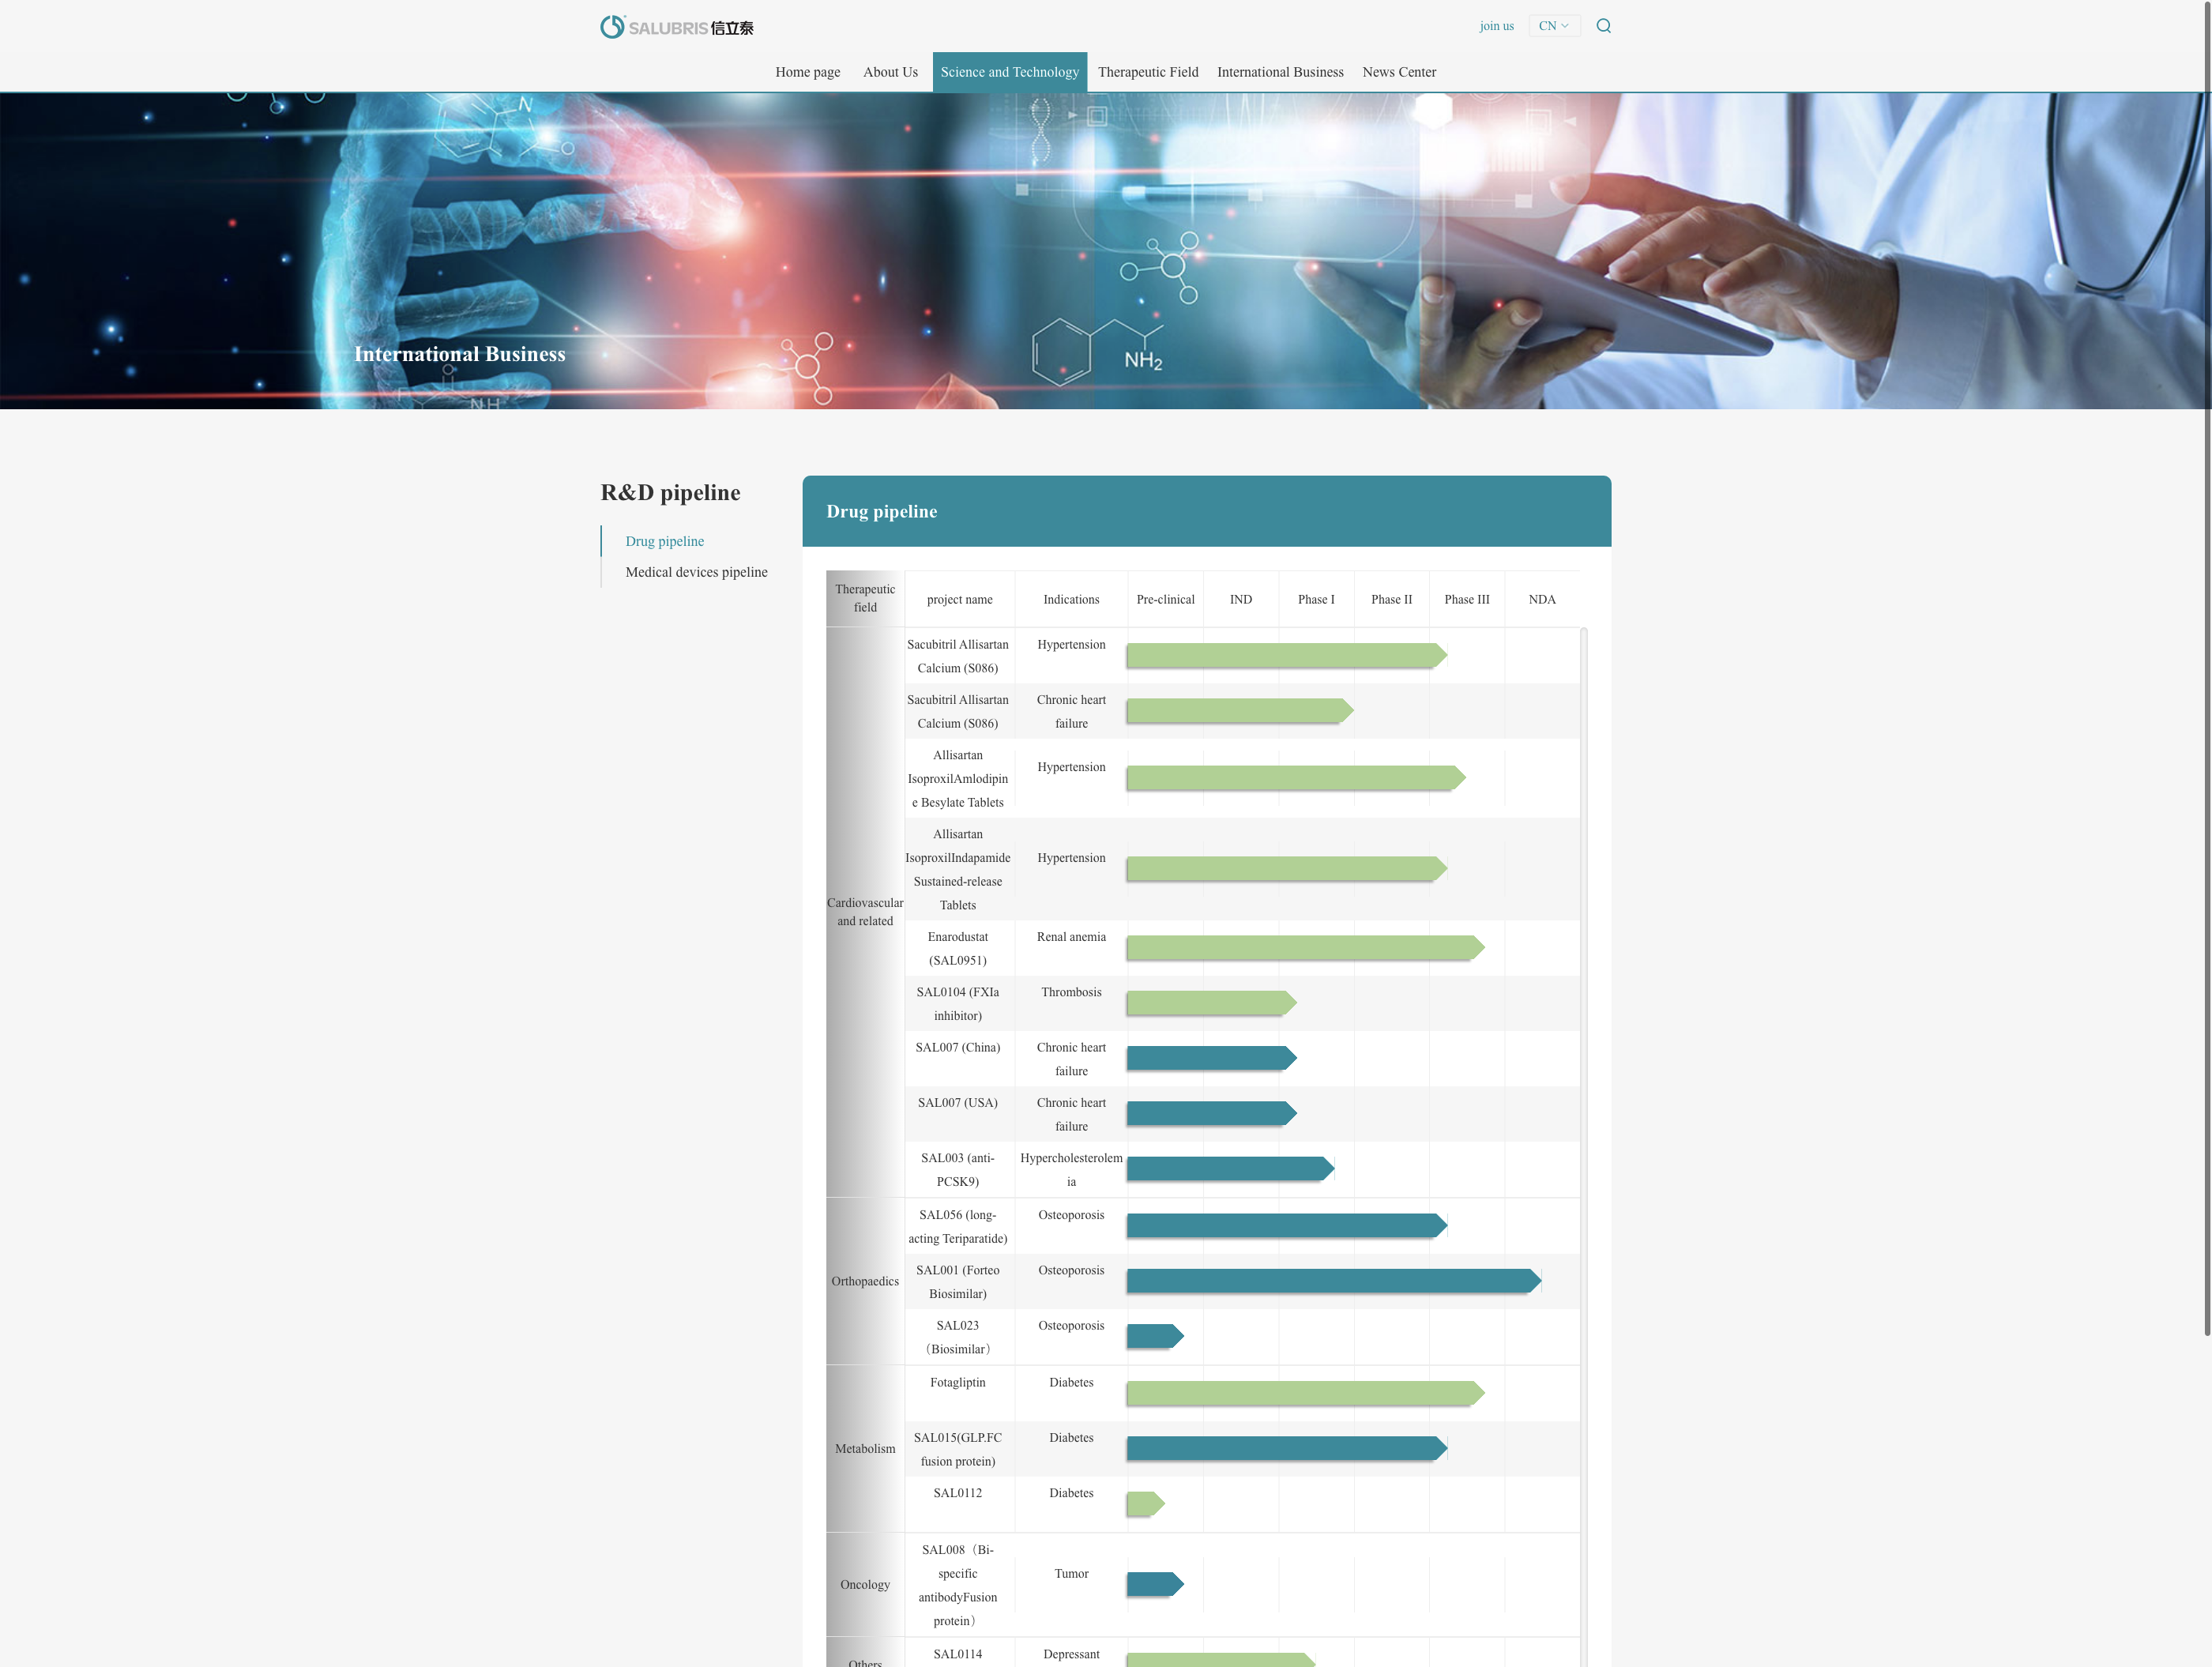 SALUBRIS 信立泰
join us
CN
Home page
About Us
Science and Technology
Therapeutic Field
International Business
News Center
N
NH₂
NH
International Business
R&D pipeline
Drug pipeline
Medical devices pipeline
Drug pipeline
Therapeutic
field
project name
Indications
Pre-clinical
IND
Phase I
Phase II
Phase III
NDA
Cardiovascular
and related
Sacubitril Allisartan
Calcium (S086)
Hypertension
Sacubitril Allisartan
Calcium (S086)
Chronic heart
failure
Allisartan
IsoproxilAmlodipin
e Besylate Tablets
Hypertension
Allisartan
IsoproxilIndapamide
Sustained-release
Tablets
Hypertension
Enarodustat
(SAL0951)
Renal anemia
SAL0104 (FXIa
inhibitor)
Thrombosis
SAL007 (China)
Chronic heart
failure
SAL007 (USA)
Chronic heart
failure
SAL003 (anti-
PCSK9)
Hypercholesterolem
ia
Orthopaedics
SAL056 (long-
acting Teriparatide)
Osteoporosis
SAL001 (Forteo
Biosimilar)
Osteoporosis
SAL023
（Biosimilar）
Osteoporosis
Metabolism
Fotagliptin
Diabetes
SAL015(GLP.FC
fusion protein)
Diabetes
SAL0112
Diabetes
Oncology
SAL008（Bi-
specific
antibodyFusion
protein）
Tumor
Others
SAL0114
Depressant